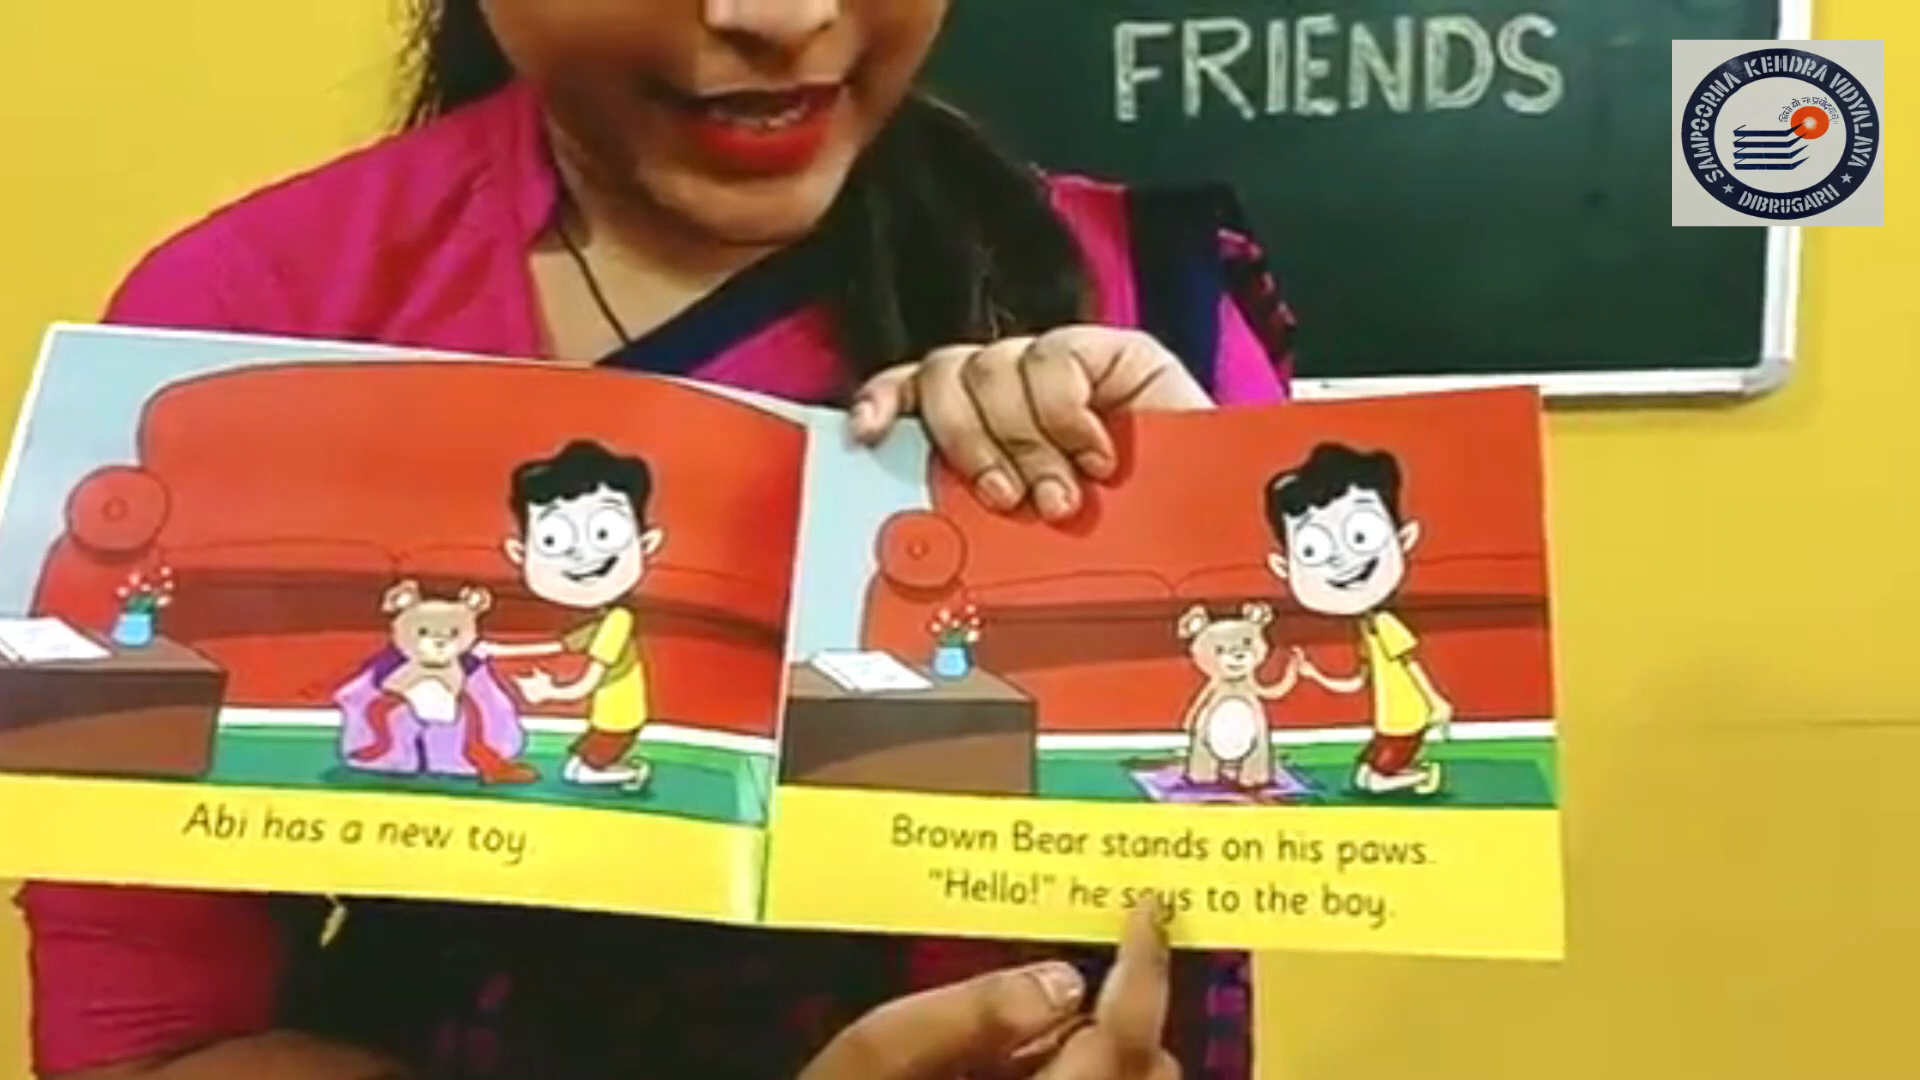 FRIENDS
SAMPOORNA KENDRA VIDYALAYA
DIBRUGARH
Abi has a new toy.
Brown Bear stands on his paws.
"Hello!" he says to the boy.